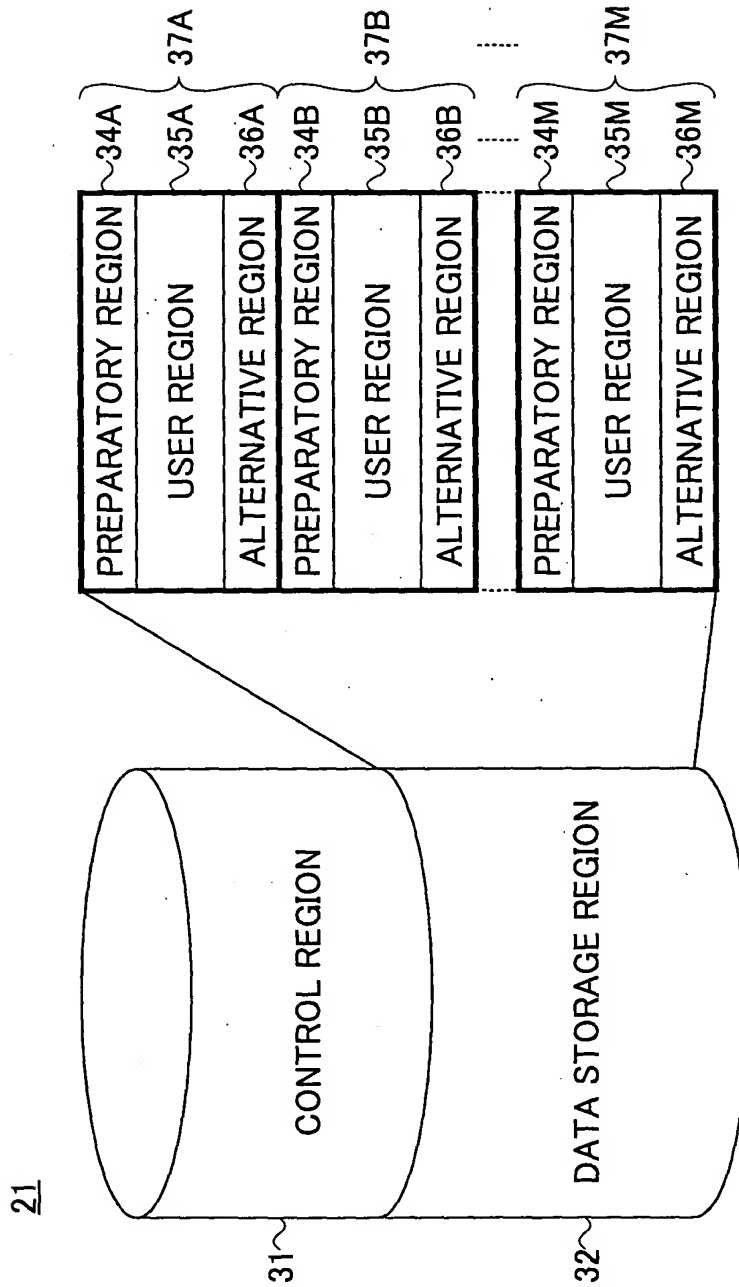 21
31
CONTROL REGION
32
DATA STORAGE REGION
PREPARATORY REGION
34A
USER REGION
35A
37A
ALTERNATIVE REGION
36A
PREPARATORY REGION
34B
USER REGION
35B
37B
ALTERNATIVE REGION
36B
PREPARATORY REGION
34M
USER REGION
35M
37M
ALTERNATIVE REGION
36M